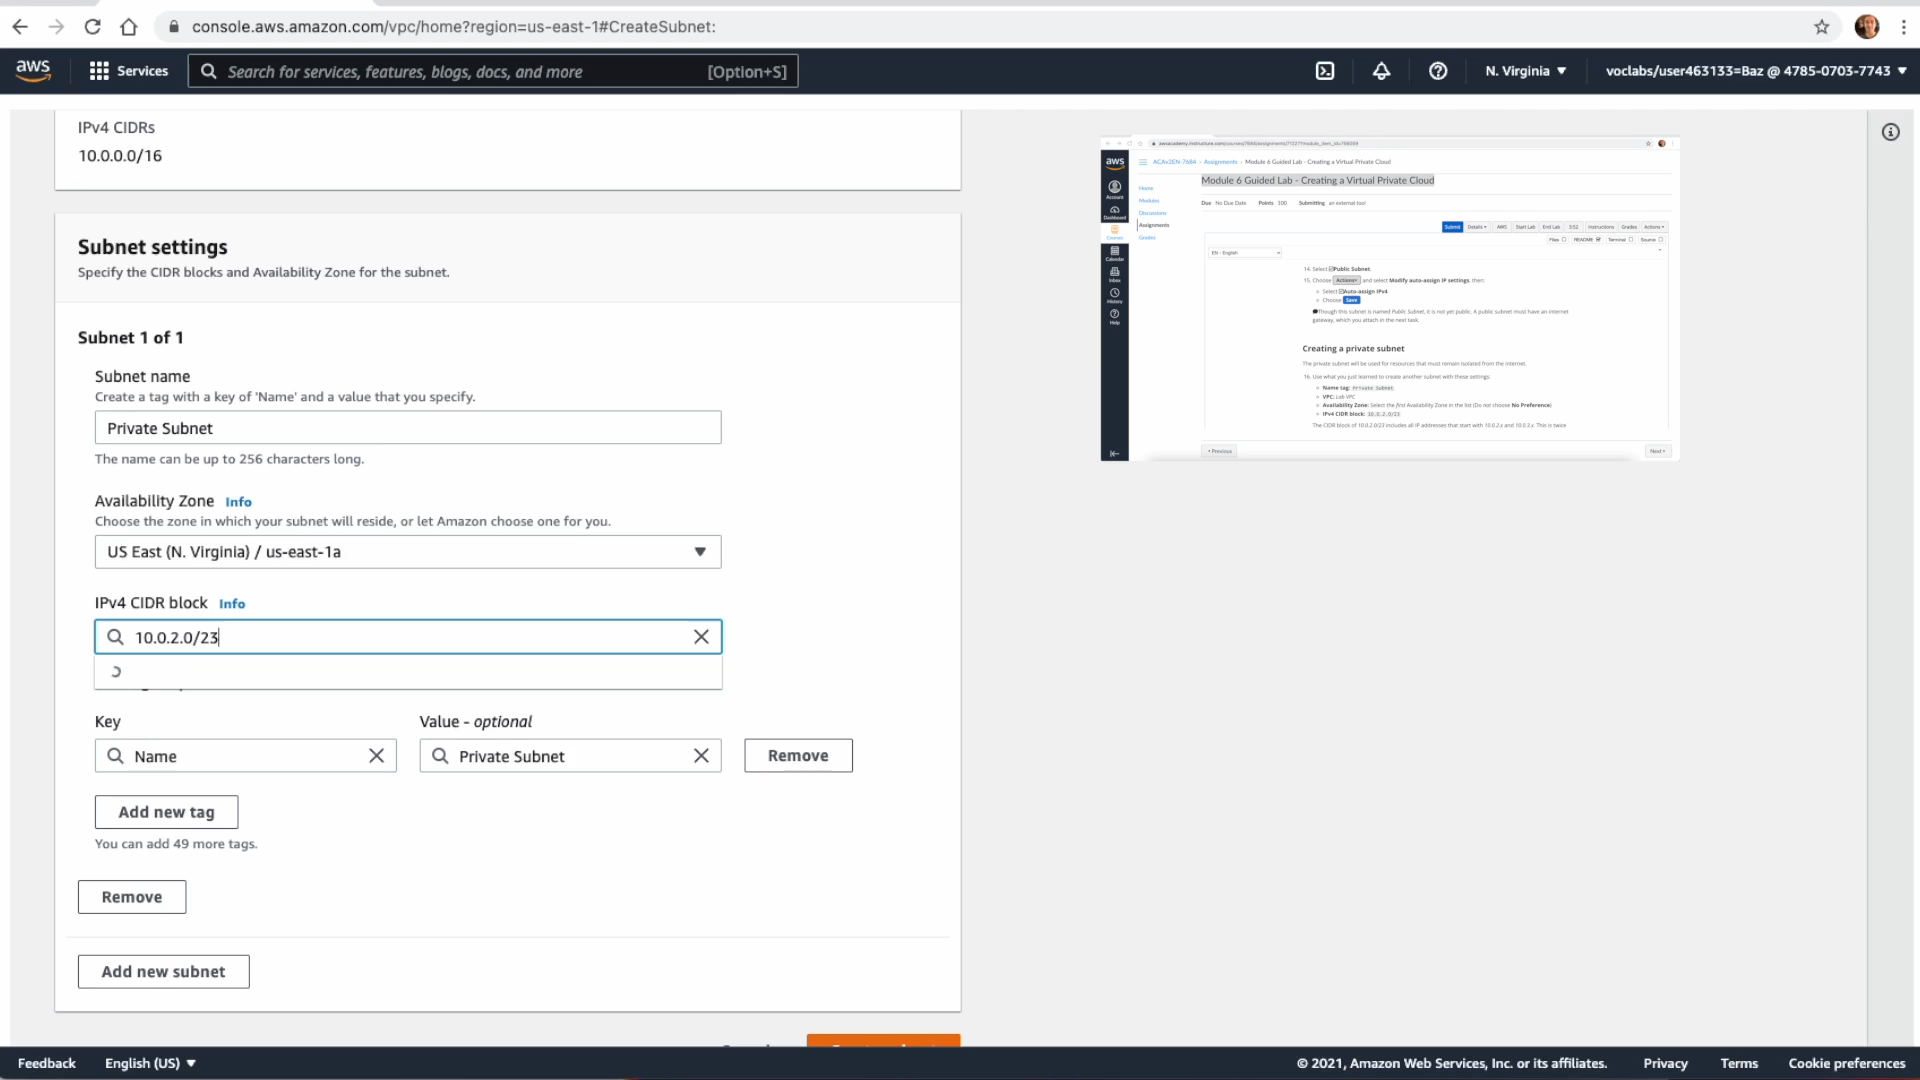 console.aws.amazon.com/vpc/home?region=us-east-1#CreateSubnet:
aws
Services
Search for services, features, blogs, docs, and more
[Option+S]
N. Virginia
voclabs/user463133=Baz @ 4785-0703-7743
IPv4 CIDRs
10.0.0.0/16
Subnet settings
Specify the CIDR blocks and Availability Zone for the subnet.
Subnet 1 of 1
Subnet name
Create a tag with a key of 'Name' and a value that you specify.
Private Subnet
The name can be up to 256 characters long.
Availability Zone Info
Choose the zone in which your subnet will reside, or let Amazon choose one for you.
US East (N. Virginia) / us-east-1a
IPv4 CIDR block Info
10.0.2.0/23
Key
Value - optional
Name
Private Subnet
Remove
Add new tag
You can add 49 more tags.
Remove
Add new subnet
aws
Account
Dashboard
Courses
Calendar
Inbox
History
Help
ACAv2EN-7684 › Assignments › Module 6 Guided Lab - Creating a Virtual Private Cloud
Home
Modules
Discussions
Assignments
Grades
Module 6 Guided Lab - Creating a Virtual Private Cloud
Due No Due Date Points 100 Submitting an external tool
Submit Details AWS Start Lab End Lab Instructions Grades Actions
Files README Terminal Source
EN - English
14. Select Public Subnet.
15. Choose Actions and select Modify auto-assign IP settings, then:
Select Auto-assign IPv4
Choose Save
Though this subnet is named Public Subnet, it is not yet public. A public subnet must have an internet
gateway, which you attach in the next task.
Creating a private subnet
The private subnet will be used for resources that must remain isolated from the internet.
16. Use what you just learned to create another subnet with these settings:
Name tag: Private Subnet
VPC: Lab VPC
Availability Zone: Select the first Availability Zone in the list (Do not choose No Preference)
IPv4 CIDR block: 10.0.2.0/23
The CIDR block of 10.0.2.0/23 includes all IP addresses that start with 10.0.2.x and 10.0.3.x. This is twice
Previous
Next
Feedback
English (US)
© 2021, Amazon Web Services, Inc. or its affiliates.
Privacy
Terms
Cookie preferences